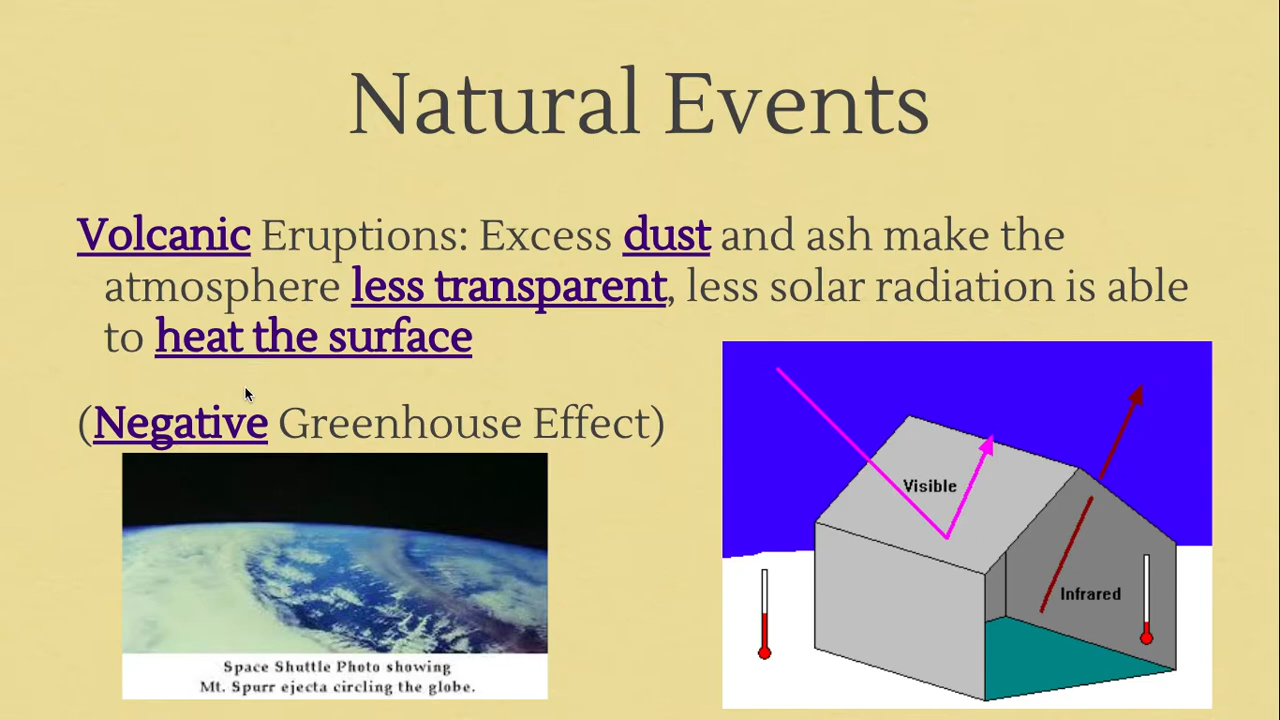 Natural Events
Volcanic Eruptions: Excess dust and ash make the
atmosphere less transparent, less solar radiation is able
to heat the surface
(Negative Greenhouse Effect)
Visible
Infrared
Space Shuttle Photo showing
Mt. Spurr ejecta circling the globe.